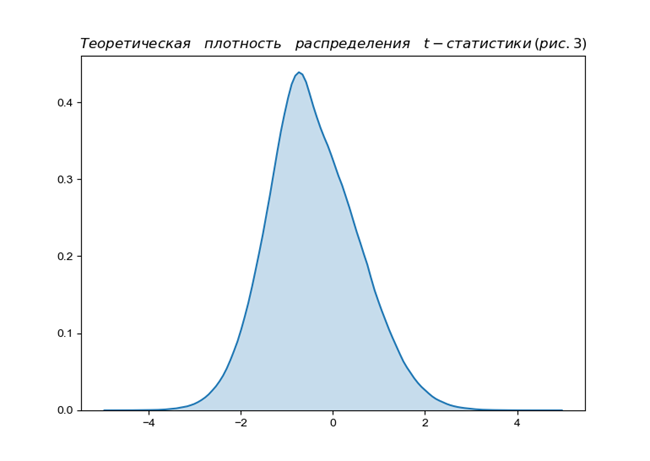 Теоретическая плотность распределения t − статистики (рис. 3)
0.4
0.3
0.2
0.1
0.0
−4 −2 0 2 4